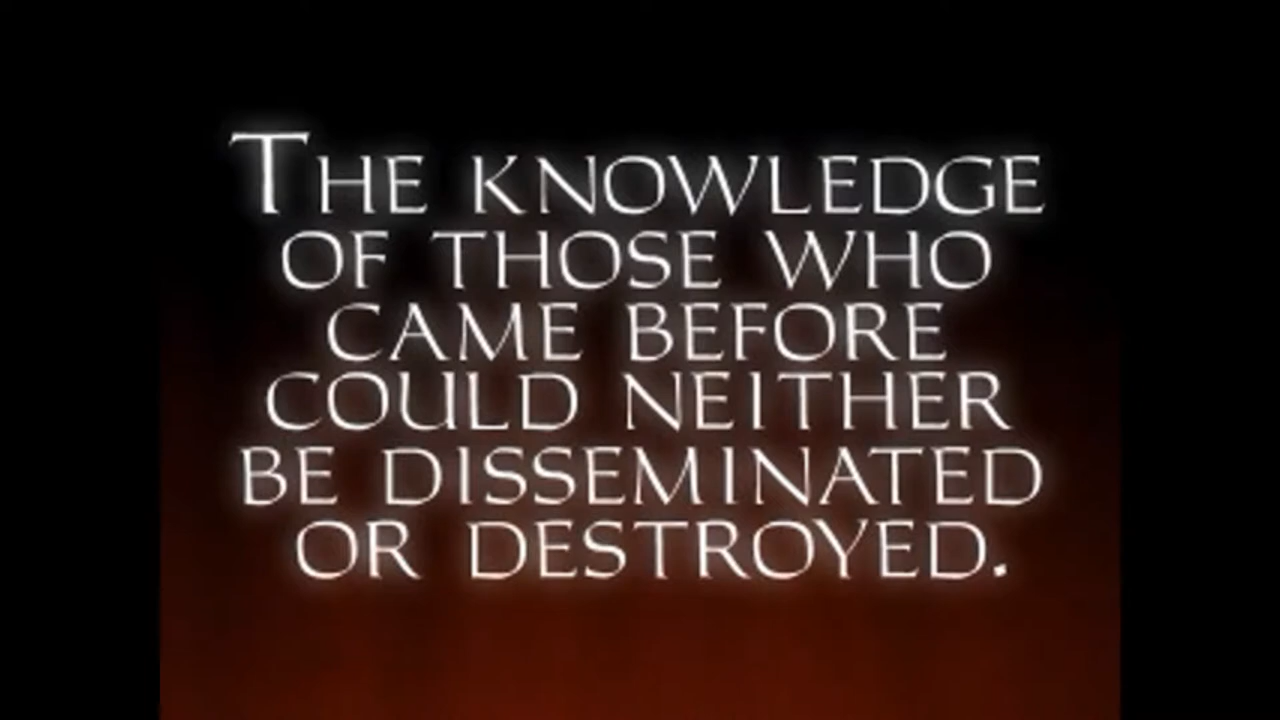 THE KNOWLEDGE
OF THOSE WHO
CAME BEFORE
COULD NEITHER
BE DISSEMINATED
OR DESTROYED.